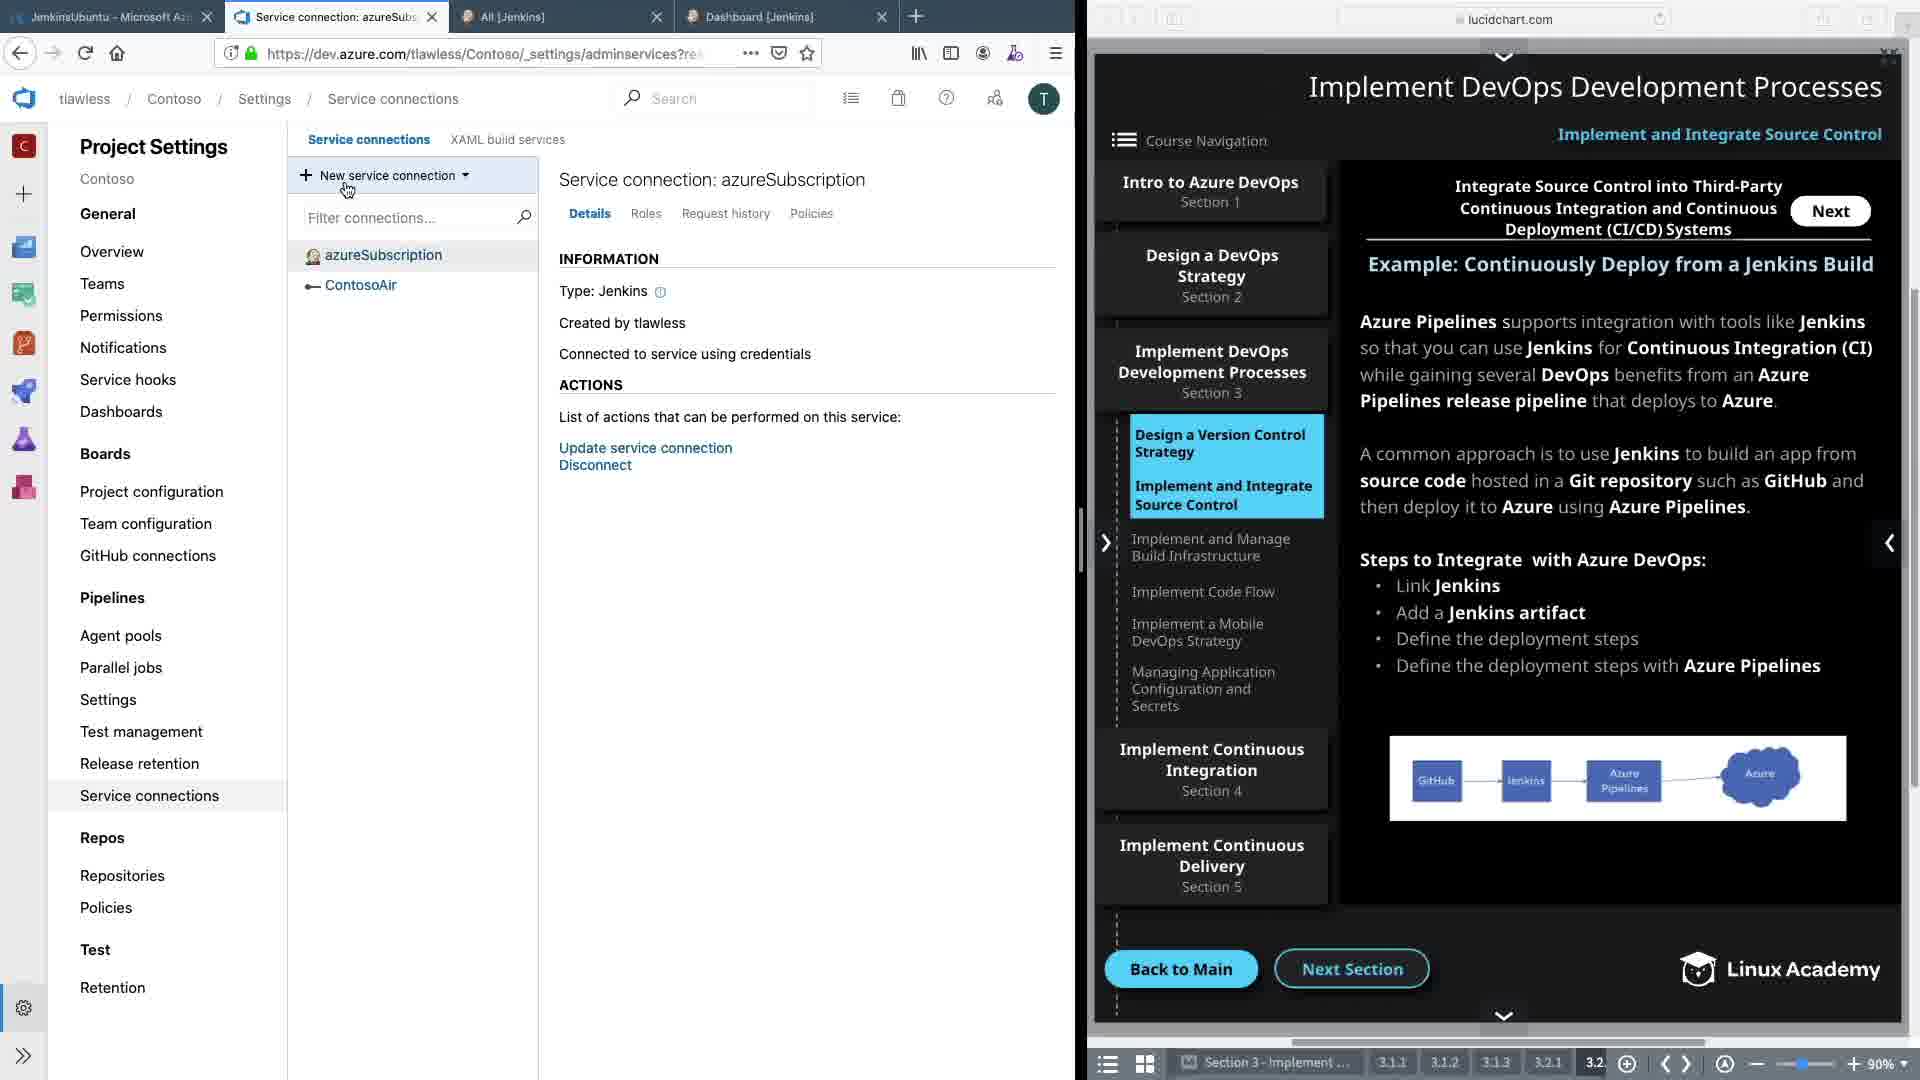 JenkinsUbuntu - Microsoft Az
Service connection: azureSubs
All [Jenkins]
Dashboard [Jenkins]
https://dev.azure.com/tlawless/Contoso/_settings/adminservices?re
tlawless / Contoso / Settings / Service connections
Search
T
C
Project Settings
Contoso
General
Overview
Teams
Permissions
Notifications
Service hooks
Dashboards
Boards
Project configuration
Team configuration
GitHub connections
Pipelines
Agent pools
Parallel jobs
Settings
Test management
Release retention
Service connections
Repos
Repositories
Policies
Test
Retention
Service connections
XAML build services
New service connection
Filter connections...
azureSubscription
ContosoAir
Service connection: azureSubscription
Details Roles Request history Policies
INFORMATION
Type: Jenkins
Created by tlawless
Connected to service using credentials
ACTIONS
List of actions that can be performed on this service:
Update service connection
Disconnect
lucidchart.com
Implement DevOps Development Processes
Course Navigation
Implement and Integrate Source Control
Intro to Azure DevOps
Section 1
Design a DevOps
Strategy
Section 2
Implement DevOps
Development Processes
Section 3
Design a Version Control
Strategy
Implement and Integrate
Source Control
Implement and Manage
Build Infrastructure
Implement Code Flow
Implement a Mobile
DevOps Strategy
Managing Application
Configuration and
Secrets
Implement Continuous
Integration
Section 4
Implement Continuous
Delivery
Section 5
Integrate Source Control into Third-Party
Continuous Integration and Continuous
Deployment (CI/CD) Systems
Next
Example: Continuously Deploy from a Jenkins Build
Azure Pipelines supports integration with tools like Jenkins
so that you can use Jenkins for Continuous Integration (CI)
while gaining several DevOps benefits from an Azure
Pipelines release pipeline that deploys to Azure.
A common approach is to use Jenkins to build an app from
source code hosted in a Git repository such as GitHub and
then deploy it to Azure using Azure Pipelines.
Steps to Integrate with Azure DevOps:
• Link Jenkins
• Add a Jenkins artifact
• Define the deployment steps
• Define the deployment steps with Azure Pipelines
GitHub
Jenkins
Azure
Pipelines
Azure
Back to Main
Next Section
Linux Academy
Section 3 - Implement ...
3.1.1
3.1.2
3.1.3
3.2.1
3.2.
90%